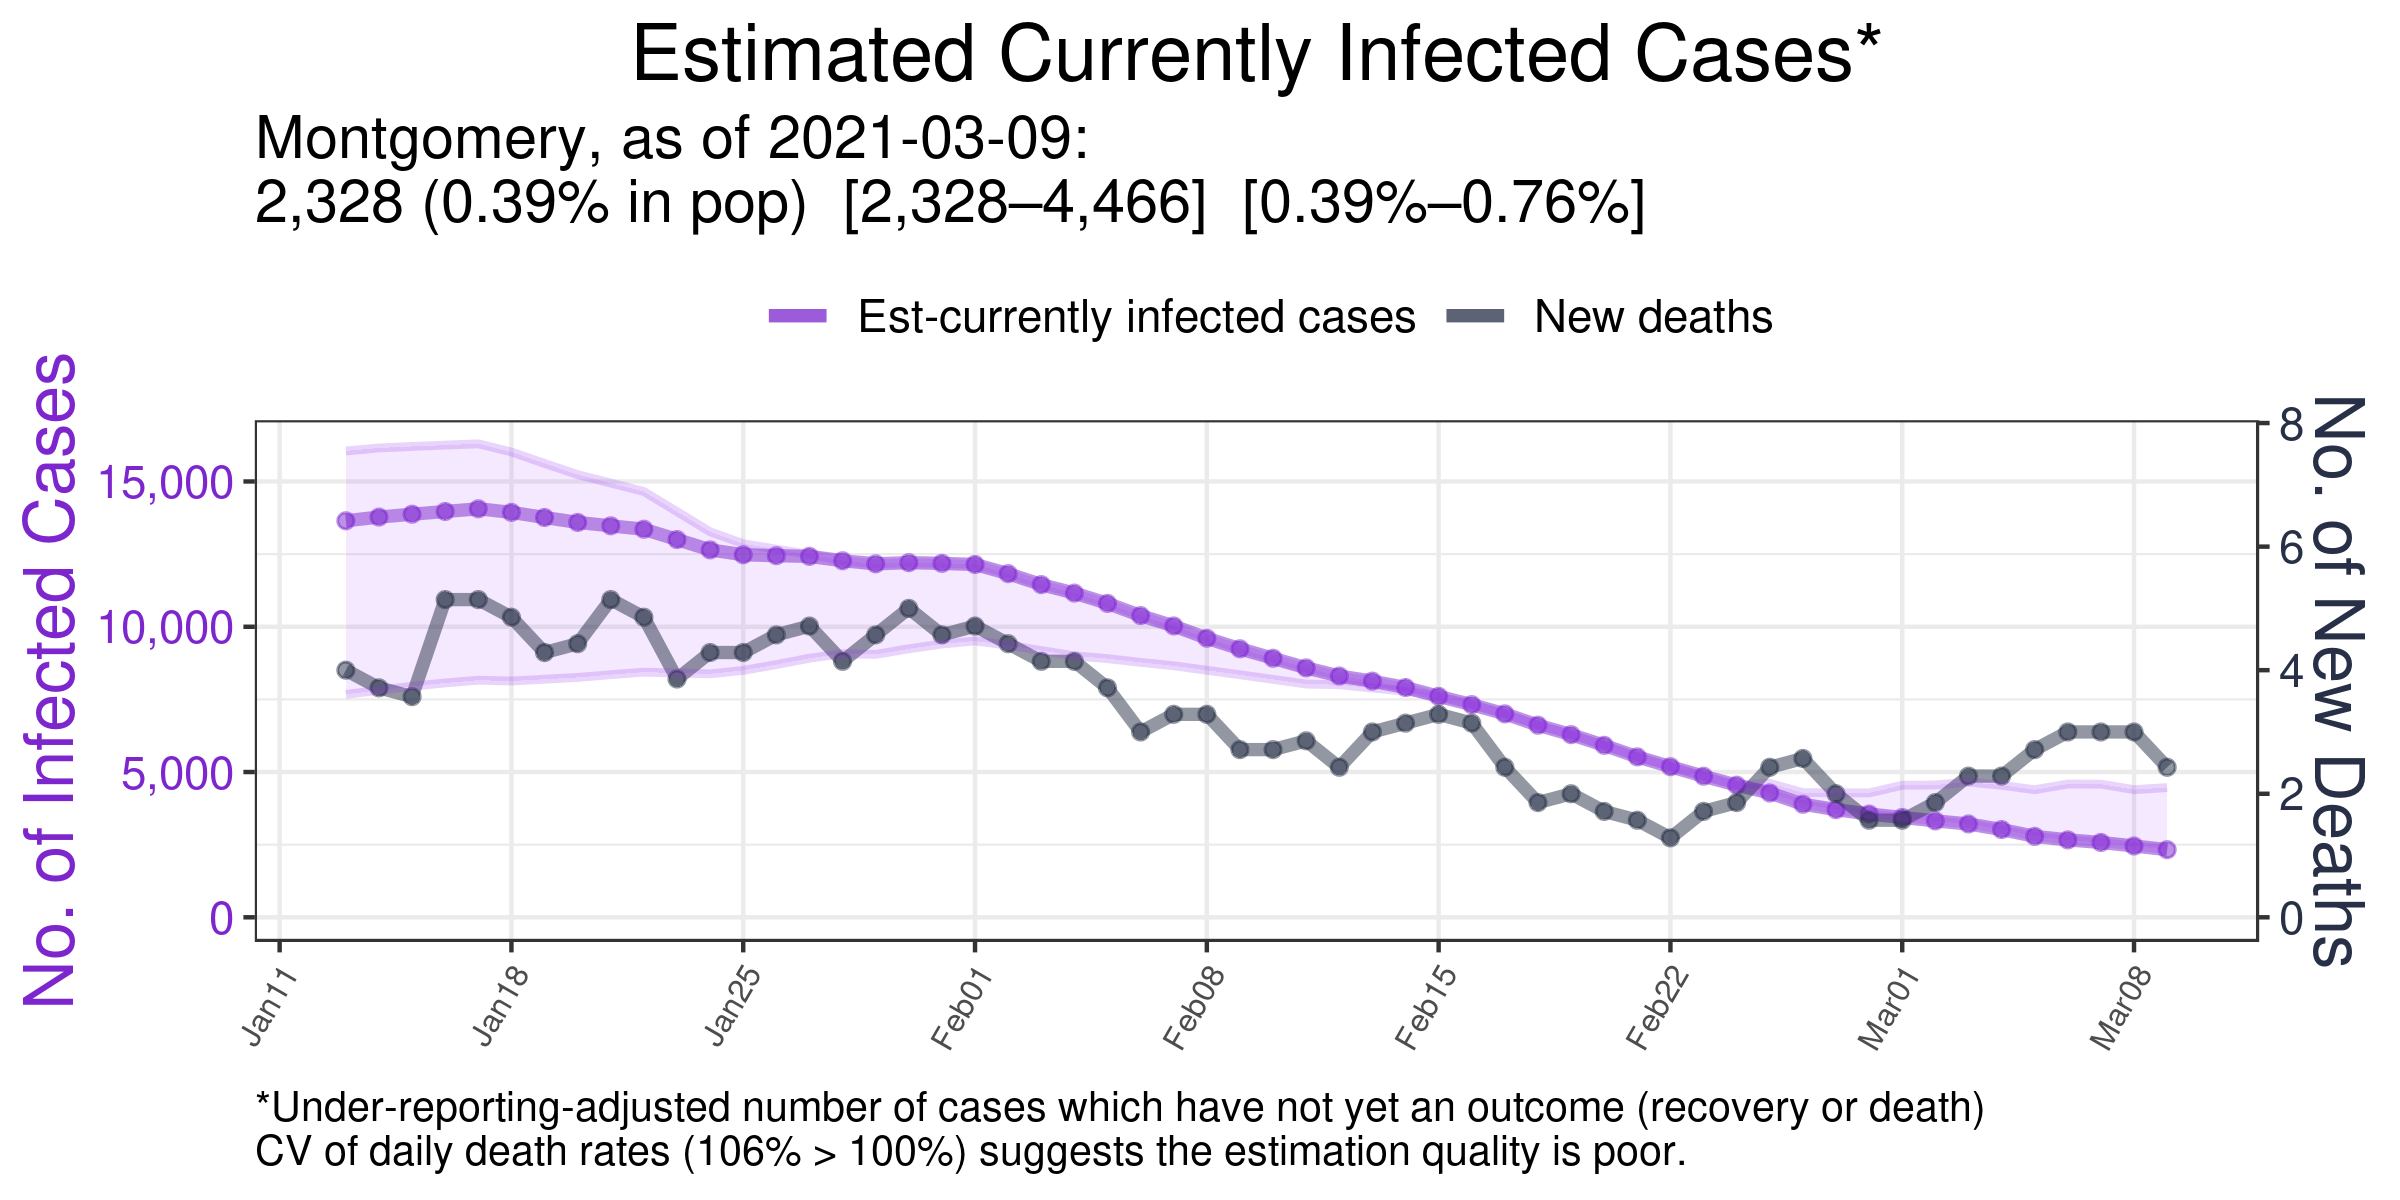 Estimated Currently Infected Cases*
Montgomery, as of 2021-03-09:
2,328 (0.39% in pop)  [2,328–4,466]  [0.39%–0.76%]
Est-currently infected cases
New deaths
No. of Infected Cases
15,000
10,000
5,000
0
8
6
4
2
0
No. of New Deaths
Jan11
Jan18
Jan25
Feb01
Feb08
Feb15
Feb22
Mar01
Mar08
*Under-reporting-adjusted number of cases which have not yet an outcome (recovery or death)
CV of daily death rates (106% > 100%) suggests the estimation quality is poor.